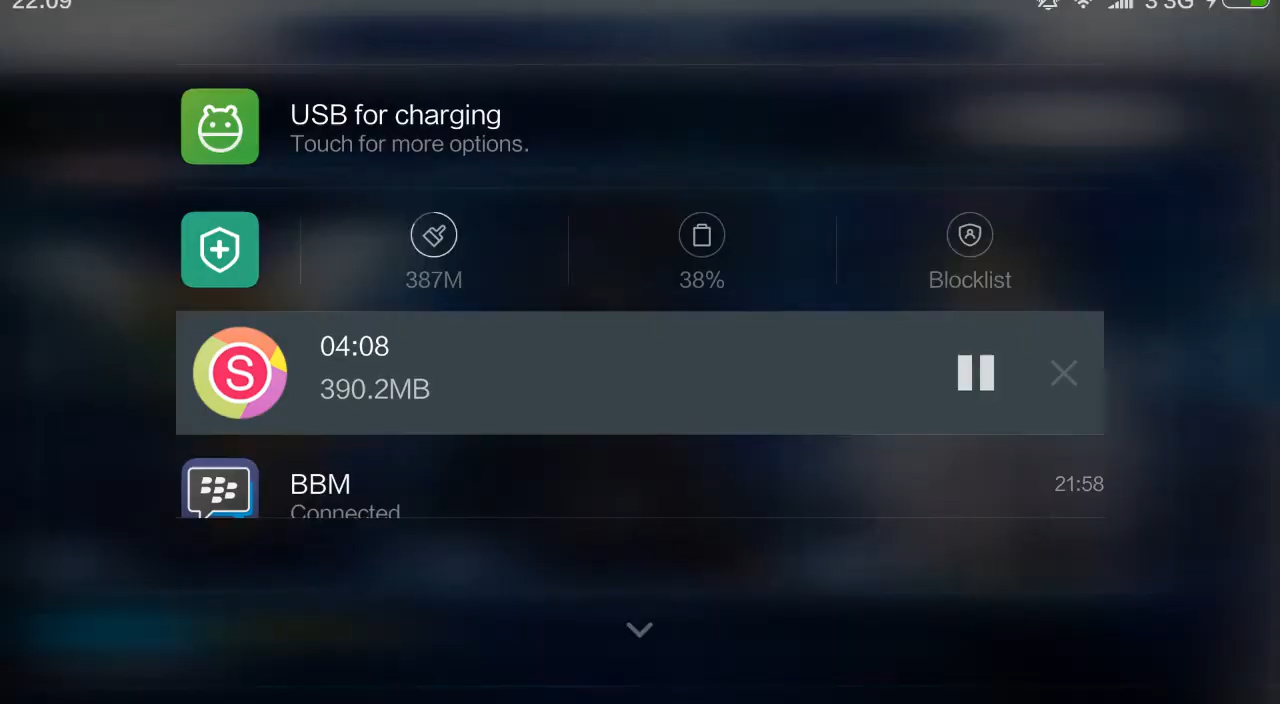 22:09
3 3G
USB for charging
Touch for more options.
387M
38%
Blocklist
S
04:08
390.2MB
BBM
21:58
Connected